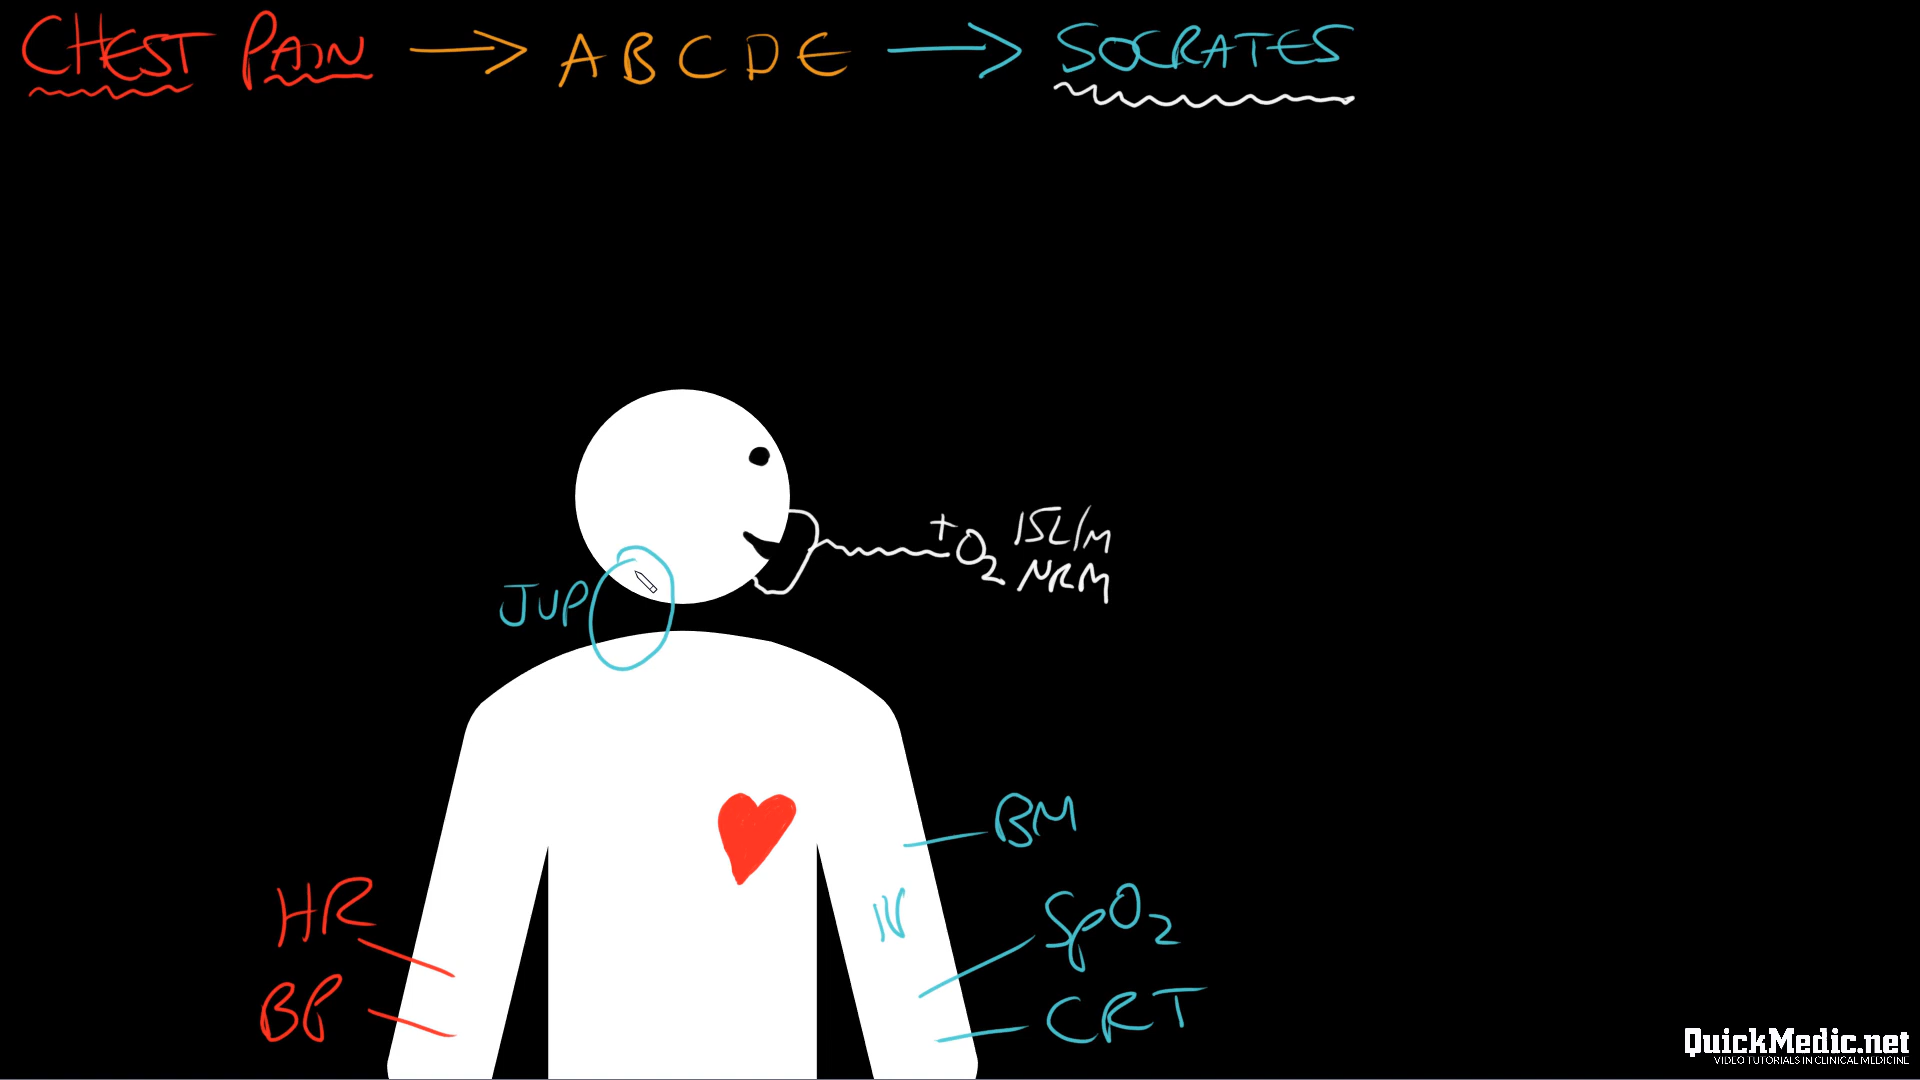 CHEST PAIN → ABCDE → SOCRATES
+O2 15L/M
NRM
JVP
BM
IV
HR
SpO2
BP
CRT
QuickMedic.net
VIDEO TUTORIALS IN CLINICAL MEDICINE